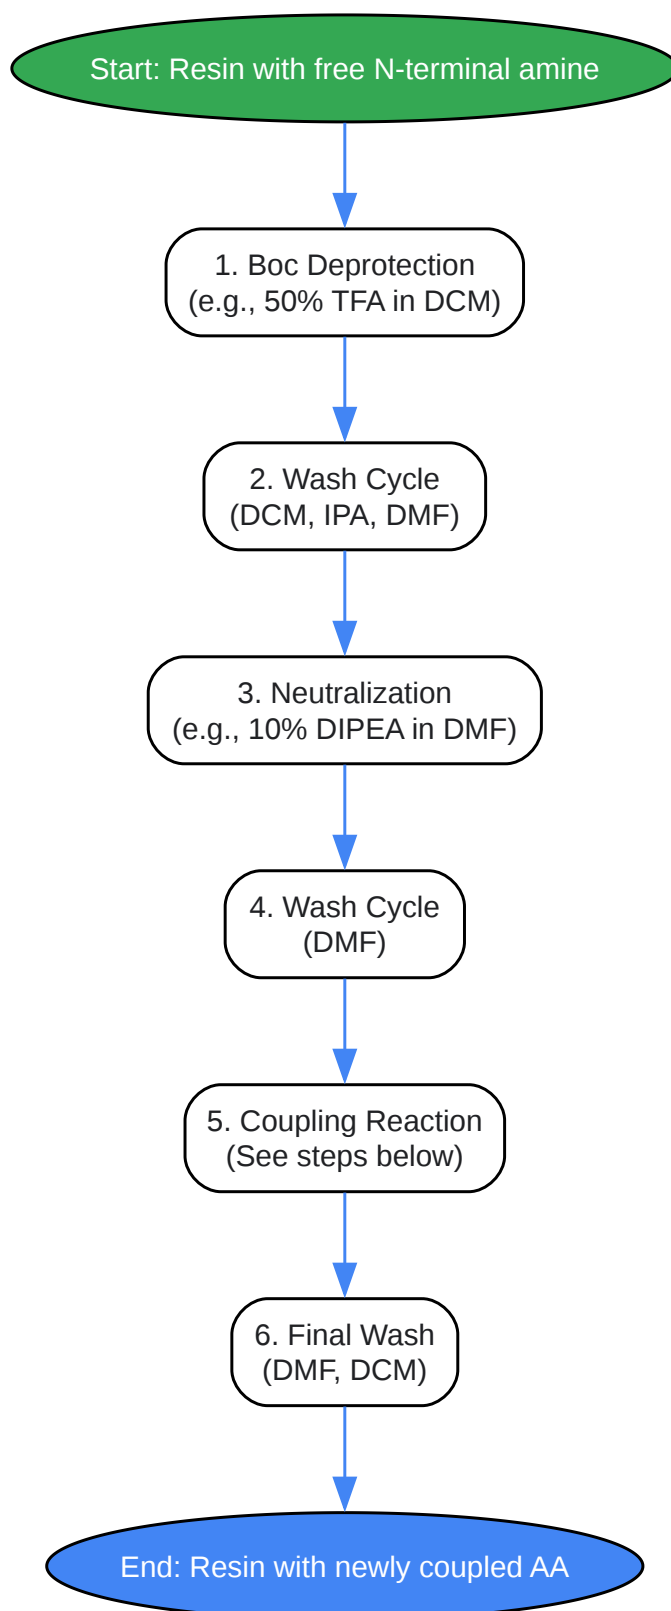 Start: Resin with free N-terminal amine
1. Boc Deprotection
(e.g., 50% TFA in DCM)
2. Wash Cycle
(DCM, IPA, DMF)
3. Neutralization
(e.g., 10% DIPEA in DMF)
4. Wash Cycle
(DMF)
5. Coupling Reaction
(See steps below)
6. Final Wash
(DMF, DCM)
End: Resin with newly coupled AA